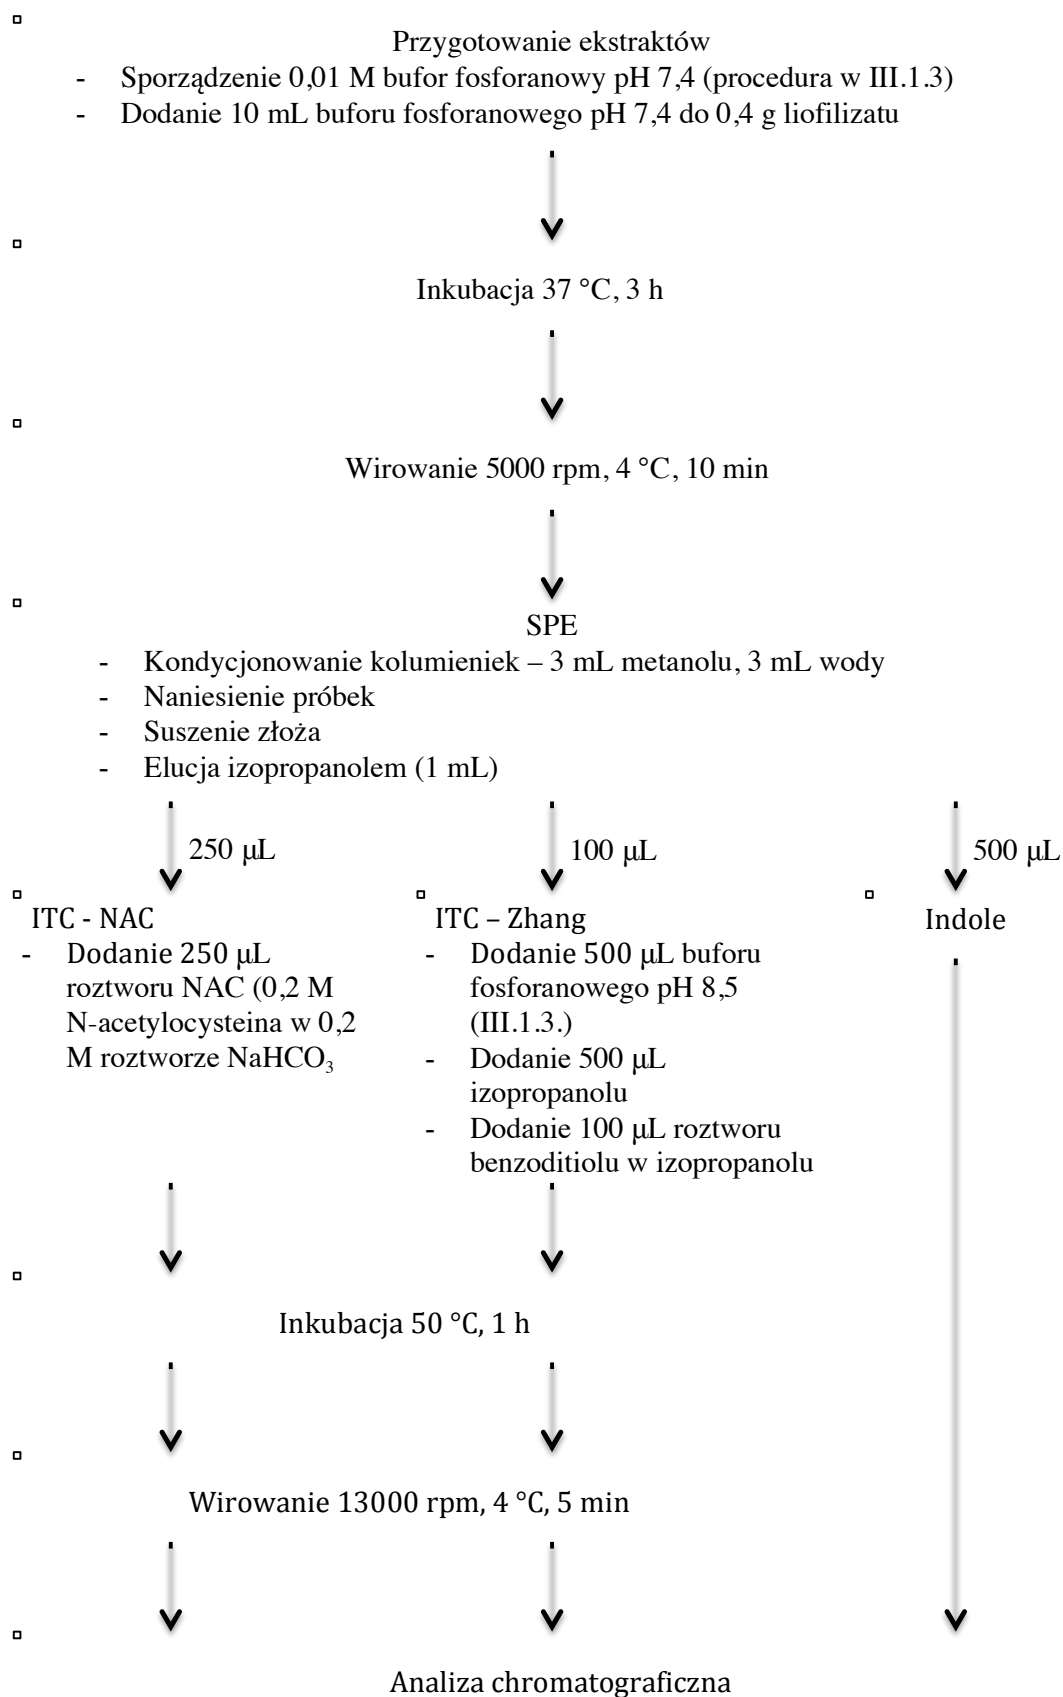 Przygotowanie ekstraktów
- Sporządzenie 0,01 M bufor fosforanowy pH 7,4 (procedura w III.1.3)
- Dodanie 10 mL buforu fosforanowego pH 7,4 do 0,4 g liofilizatu
Inkubacja 37 °C, 3 h
Wirowanie 5000 rpm, 4 °C, 10 min
SPE
- Kondycjonowanie kolumieniek – 3 mL metanolu, 3 mL wody
- Naniesienie próbek
- Suszenie złoża
- Elucja izopropanolem (1 mL)
250 µL
100 µL
500 µL
ITC - NAC
- Dodanie 250 µL
roztworu NAC (0,2 M
N-acetylocysteina w 0,2
M roztworze NaHCO₃
ITC – Zhang
- Dodanie 500 µL buforu
fosforanowego pH 8,5
(III.1.3.)
- Dodanie 500 µL
izopropanolu
- Dodanie 100 µL roztworu
benzoditiolu w izopropanolu
Indole
Inkubacja 50 °C, 1 h
Wirowanie 13000 rpm, 4 °C, 5 min
Analiza chromatograficzna